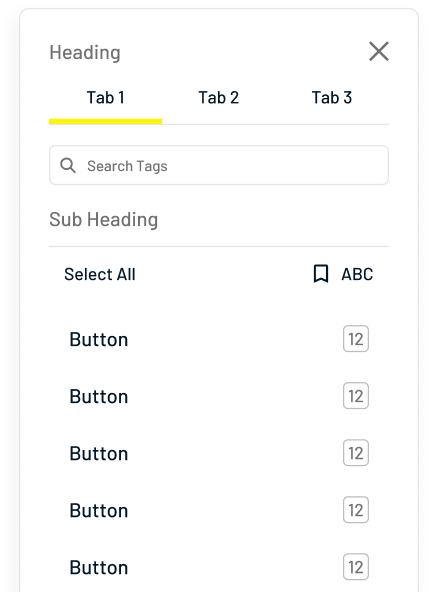 Heading
Tab 1 Tab 2 Tab 3
Search Tags
Sub Heading
Select All ABC
Button 12
Button 12
Button 12
Button 12
Button 12